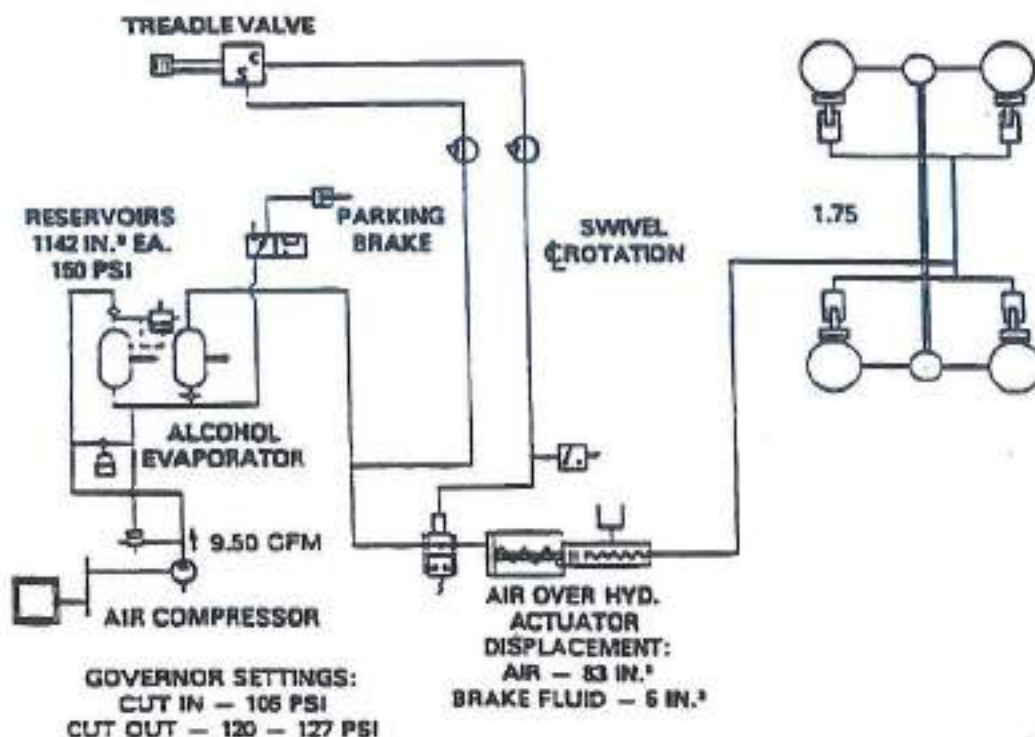 TREADLE VALVE
C
S
RESERVOIRS
1142 IN.³ EA.
150 PSI
PARKING
BRAKE
SWIVEL
℄ ROTATION
1.75
ALCOHOL
EVAPORATOR
9.50 CFM
AIR COMPRESSOR
AIR OVER HYD.
ACTUATOR
DISPLACEMENT:
AIR — 83 IN.³
BRAKE FLUID — 6 IN.³
GOVERNOR SETTINGS:
CUT IN — 105 PSI
CUT OUT — 120 — 127 PSI